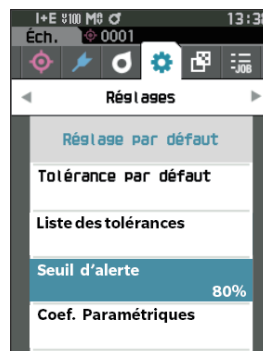 I+E %100 M0 13:3
Éch. 0001
-JOB
Réglages
Réglage par défaut
Tolérance par défaut
Liste des tolérances
Seuil d'alerte
80%
Coef. Paramétriques